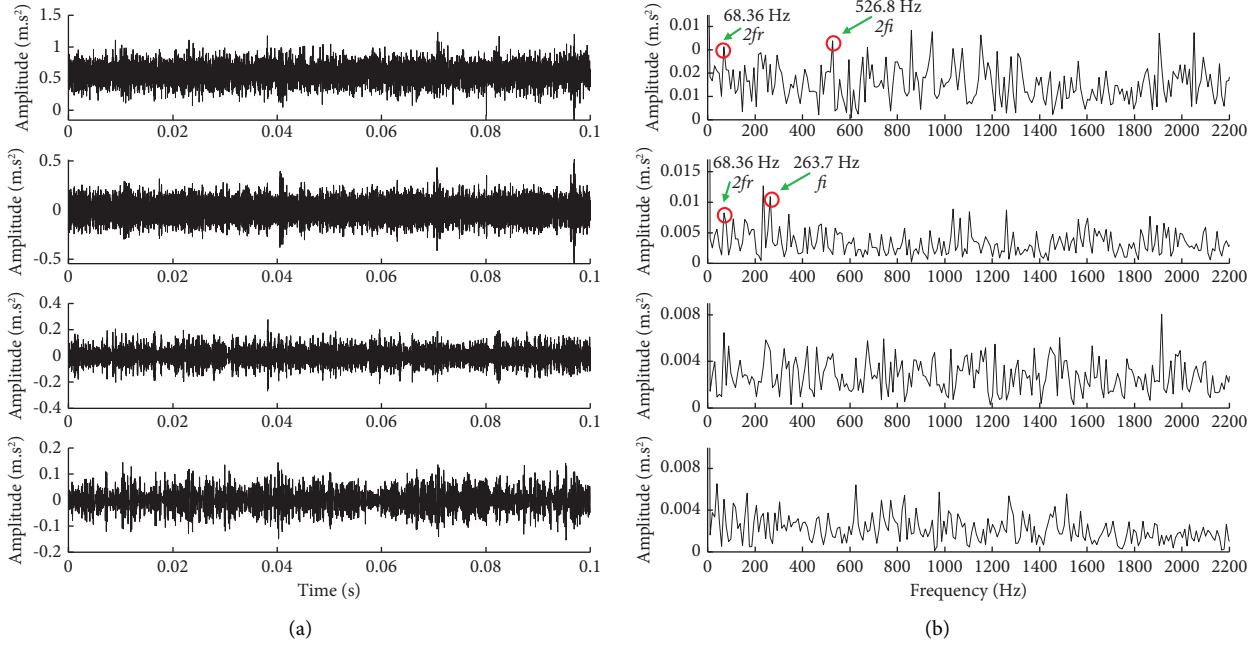 Amplitude (m.s²)
1.5
1
0.5
0
0 0.02 0.04 0.06 0.08 0.1
Amplitude (m.s²)
0.5
0
-0.5
0 0.02 0.04 0.06 0.08 0.1
Amplitude (m.s²)
0.4
0.2
0
-0.2
-0.4
0 0.02 0.04 0.06 0.08 0.1
Amplitude (m.s²)
0.2
0.1
0
-0.1
-0.2
0 0.02 0.04 0.06 0.08 0.1
Time (s)
(a)
Amplitude (m.s²)
0.01
0
0.02
0.01
0
68.36 Hz
2fr
526.8 Hz
2fi
0 200 400 600 800 1000 1200 1400 1600 1800 2000 2200
Amplitude (m.s²)
0.015
0.01
0.005
0
68.36 Hz
2fr
263.7 Hz
fi
0 200 400 600 800 1000 1200 1400 1600 1800 2000 2200
Amplitude (m.s²)
0.008
0.004
0
0 200 400 600 800 1000 1200 1400 1600 1800 2000 2200
Amplitude (m.s²)
0.008
0.004
0
0 200 400 600 800 1000 1200 1400 1600 1800 2000 2200
Frequency (Hz)
(b)